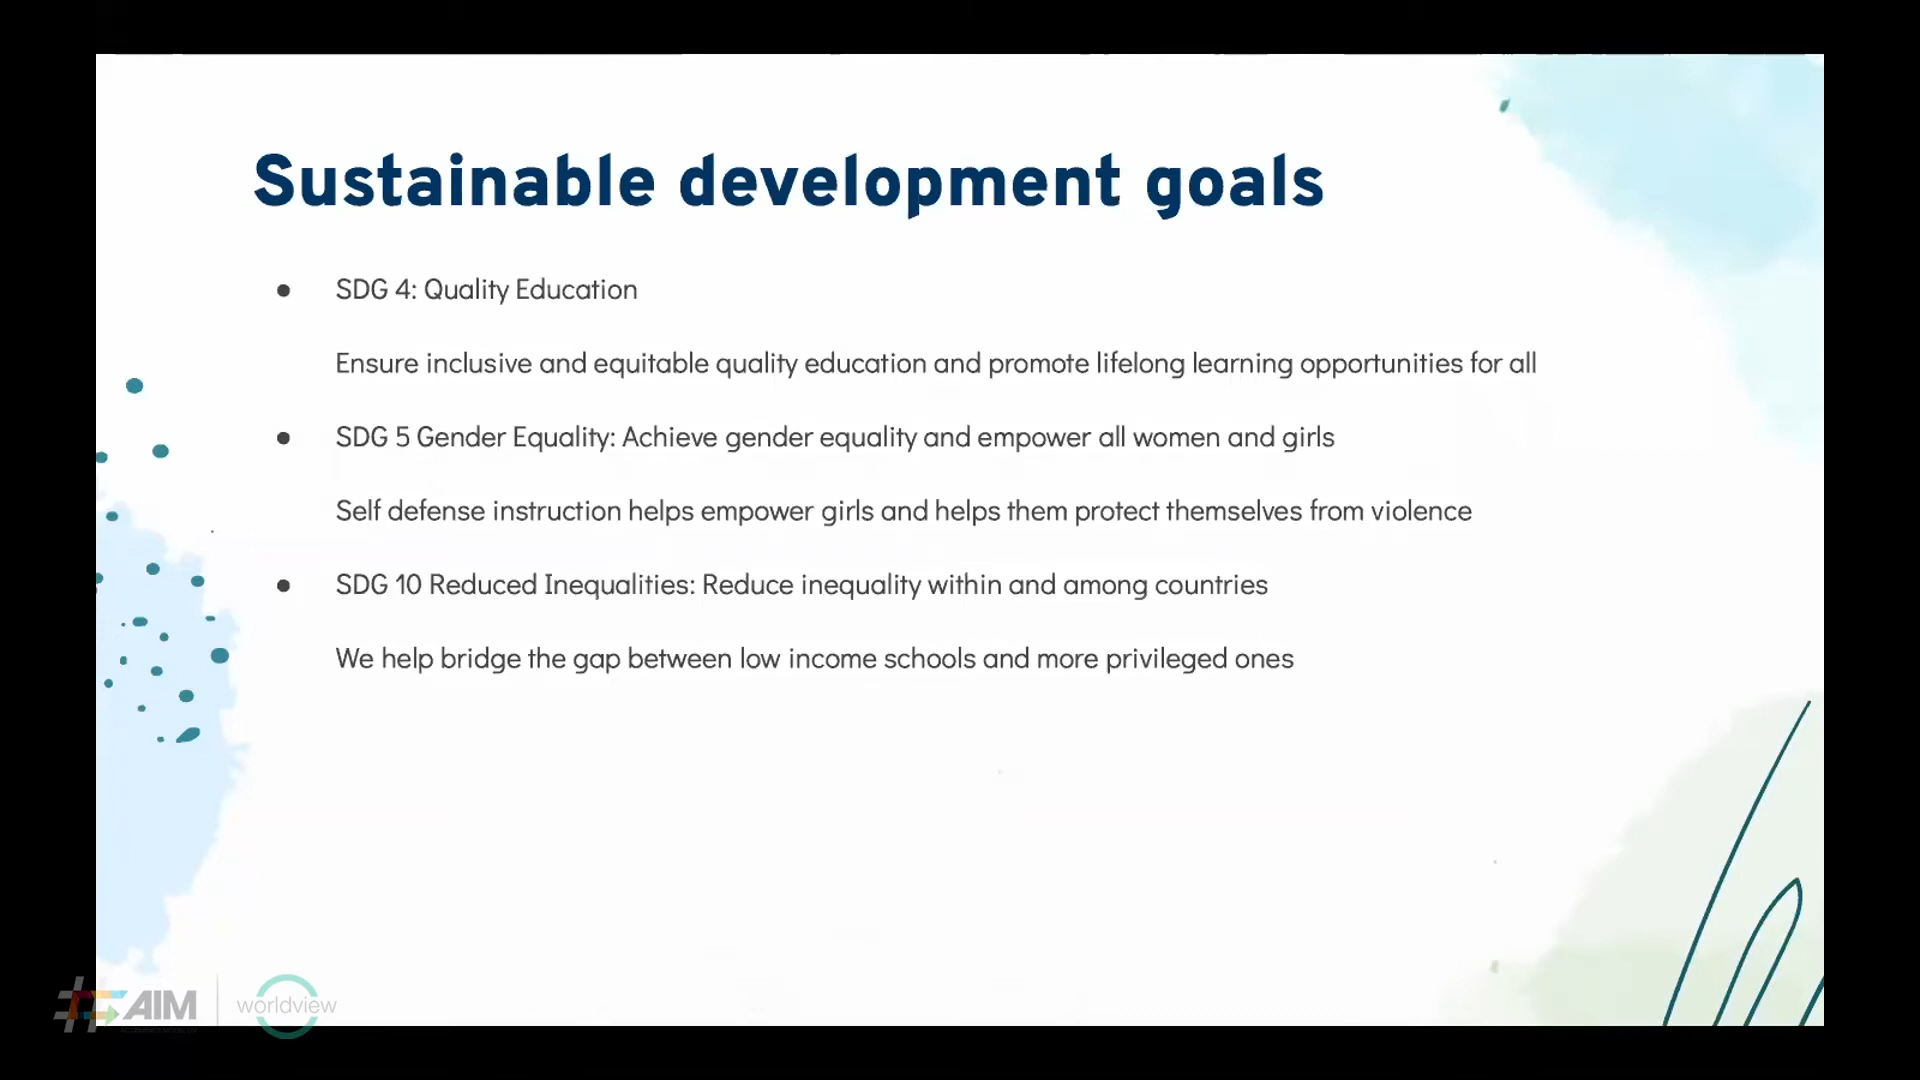 Sustainable development goals
● SDG 4: Quality Education
Ensure inclusive and equitable quality education and promote lifelong learning opportunities for all
● SDG 5 Gender Equality: Achieve gender equality and empower all women and girls
Self defense instruction helps empower girls and helps them protect themselves from violence
● SDG 10 Reduced Inequalities: Reduce inequality within and among countries
We help bridge the gap between low income schools and more privileged ones
AIM
worldview